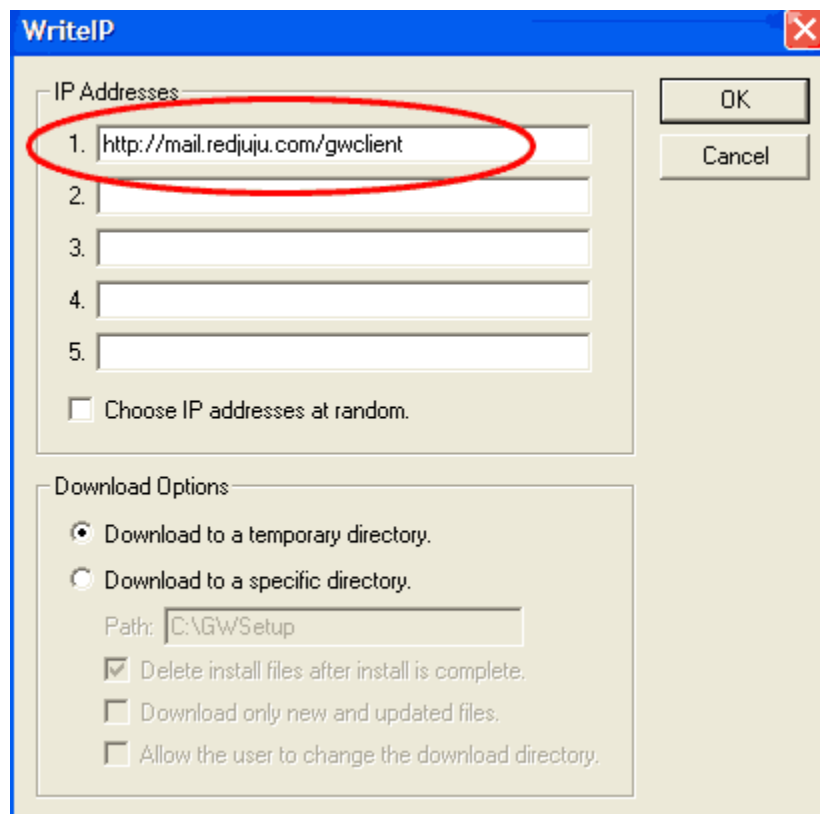 WriteIP
IP Addresses
OK
1. http://mail.redjuju.com/gwclient
Cancel
2.
3.
4.
5.
Choose IP addresses at random.
Download Options
Download to a temporary directory.
Download to a specific directory.
Path: C:\GWSetup
Delete install files after install is complete.
Download only new and updated files.
Allow the user to change the download directory.